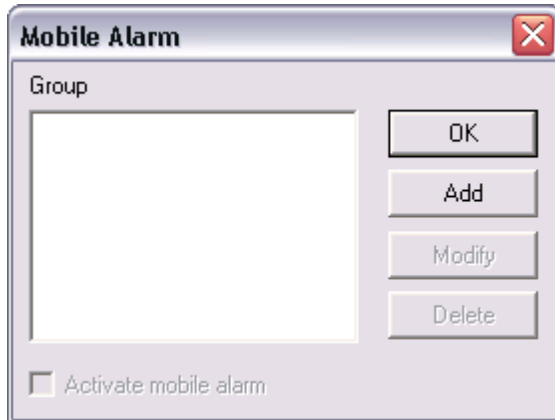 Mobile Alarm
Group
OK
Add
Modify
Delete
Activate mobile alarm